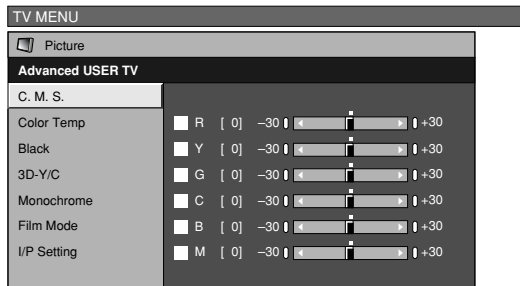 TV MENU
Picture
Advanced USER TV
C. M. S.
Color Temp R [ 0] –30 +30
Black Y [ 0] –30 +30
3D-Y/C G [ 0] –30 +30
Monochrome C [ 0] –30 +30
Film Mode B [ 0] –30 +30
I/P Setting M [ 0] –30 +30